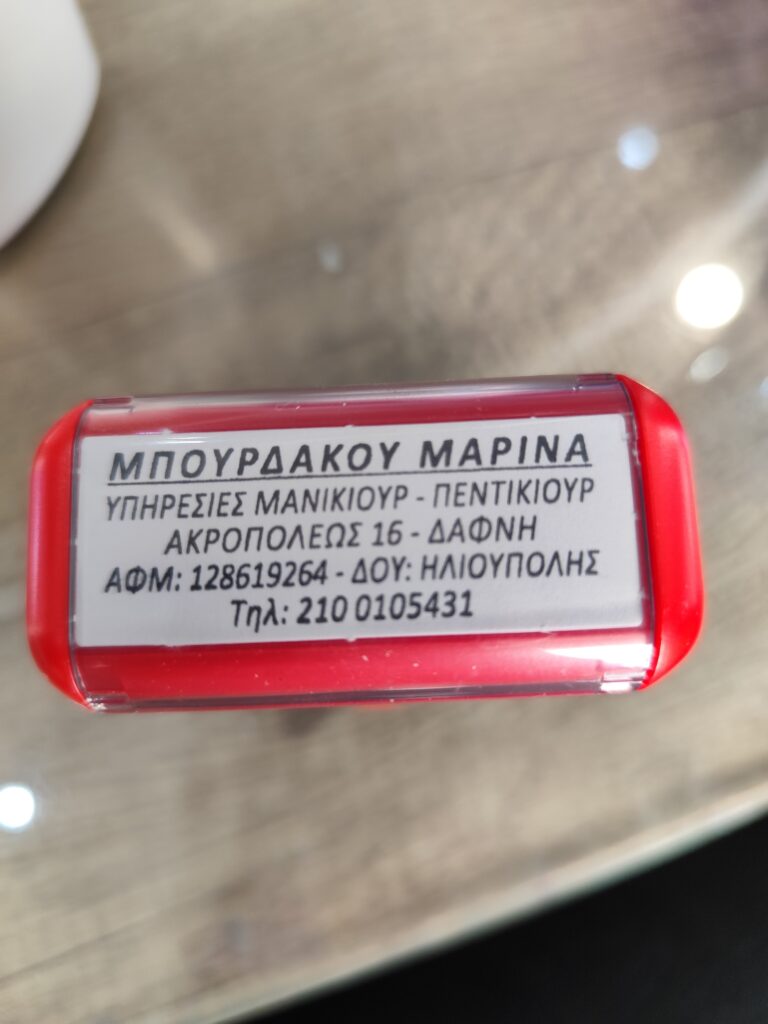 ΜΠΟΥΡΔΑΚΟΥ ΜΑΡΙΝΑ
ΥΠΗΡΕΣΙΕΣ ΜΑΝΙΚΙΟΥΡ - ΠΕΝΤΙΚΙΟΥΡ
ΑΚΡΟΠΟΛΕΩΣ 16 - ΔΑΦΝΗ
ΑΦΜ: 128619264 - ΔΟΥ: ΗΛΙΟΥΠΟΛΗΣ
Τηλ: 210 0105431